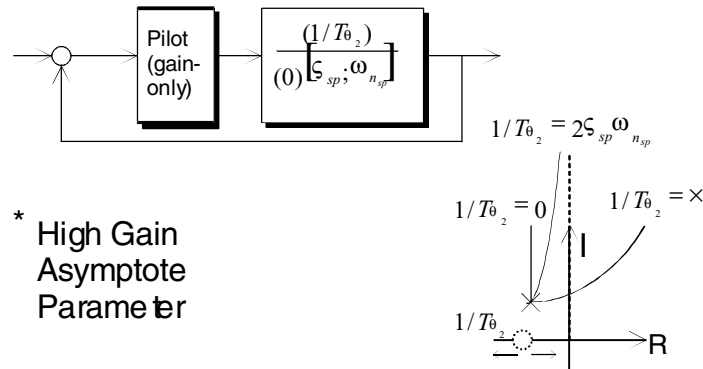 Pilot
(gain-
only)
(1/Tθ₂)
(0)[ςsp;ωnsp]
1/Tθ₂ = 2ςspωnsp
1/Tθ₂ = 0
1/Tθ₂ = ×
I
* High Gain
Asymptote
Parameter
1/Tθ₂
R